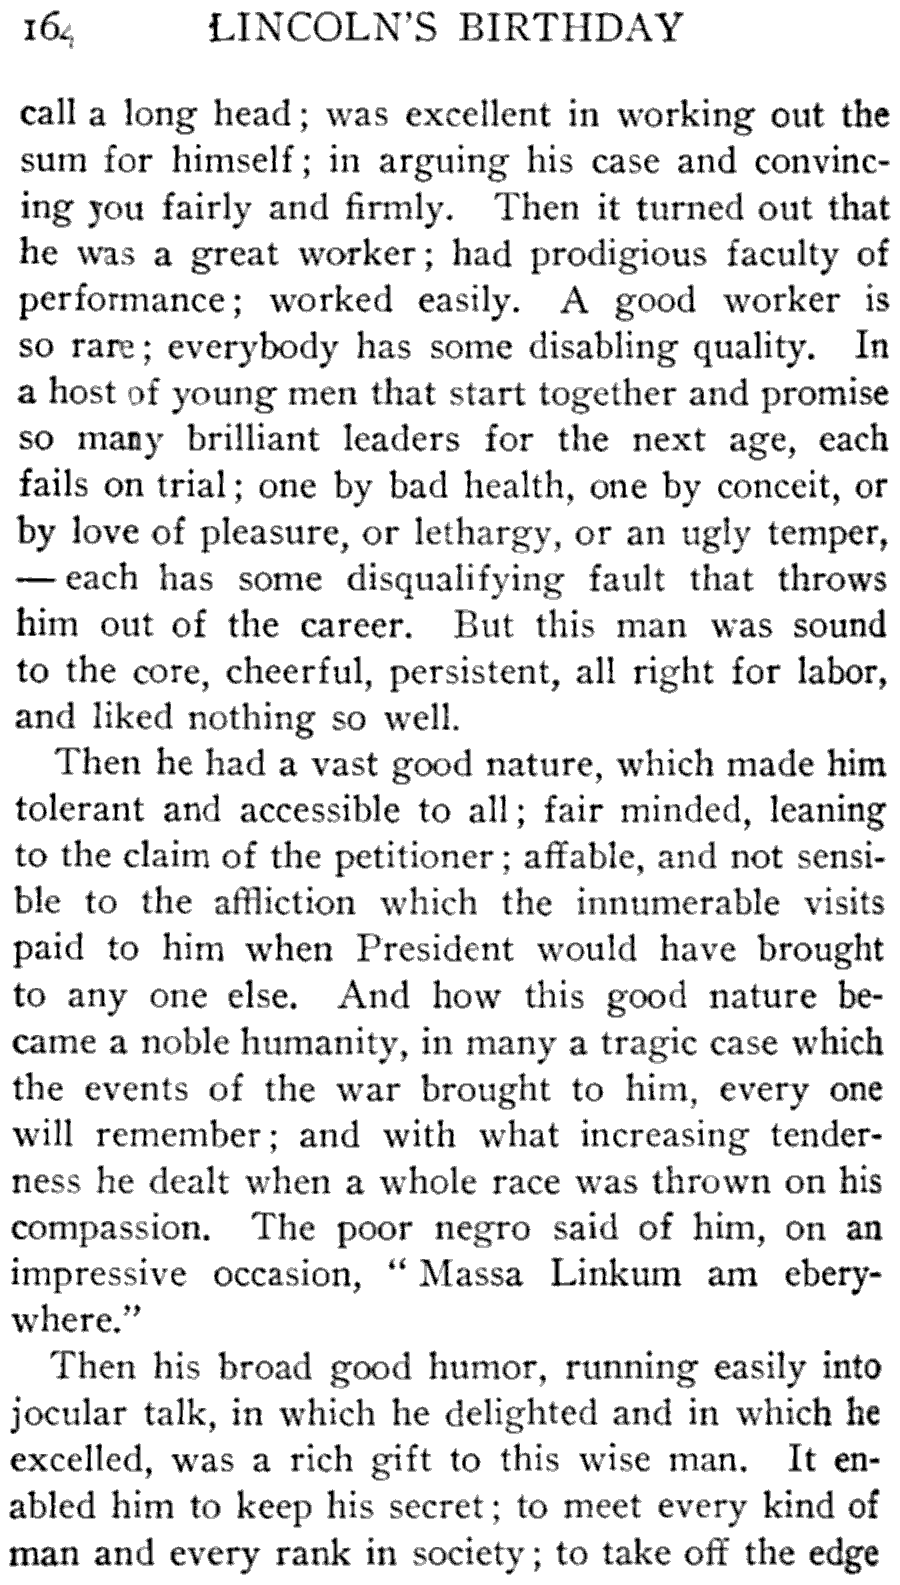 164 LINCOLN'S BIRTHDAY
call a long head; was excellent in working out the
sum for himself; in arguing his case and convinc-
ing you fairly and firmly. Then it turned out that
he was a great worker; had prodigious faculty of
performance; worked easily. A good worker is
so rare; everybody has some disabling quality. In
a host of young men that start together and promise
so many brilliant leaders for the next age, each
fails on trial; one by bad health, one by conceit, or
by love of pleasure, or lethargy, or an ugly temper,
— each has some disqualifying fault that throws
him out of the career. But this man was sound
to the core, cheerful, persistent, all right for labor,
and liked nothing so well.
Then he had a vast good nature, which made him
tolerant and accessible to all; fair minded, leaning
to the claim of the petitioner; affable, and not sensi-
ble to the affliction which the innumerable visits
paid to him when President would have brought
to any one else. And how this good nature be-
came a noble humanity, in many a tragic case which
the events of the war brought to him, every one
will remember; and with what increasing tender-
ness he dealt when a whole race was thrown on his
compassion. The poor negro said of him, on an
impressive occasion, "Massa Linkum am ebery-
where."
Then his broad good humor, running easily into
jocular talk, in which he delighted and in which he
excelled, was a rich gift to this wise man. It en-
abled him to keep his secret; to meet every kind of
man and every rank in society; to take off the edge